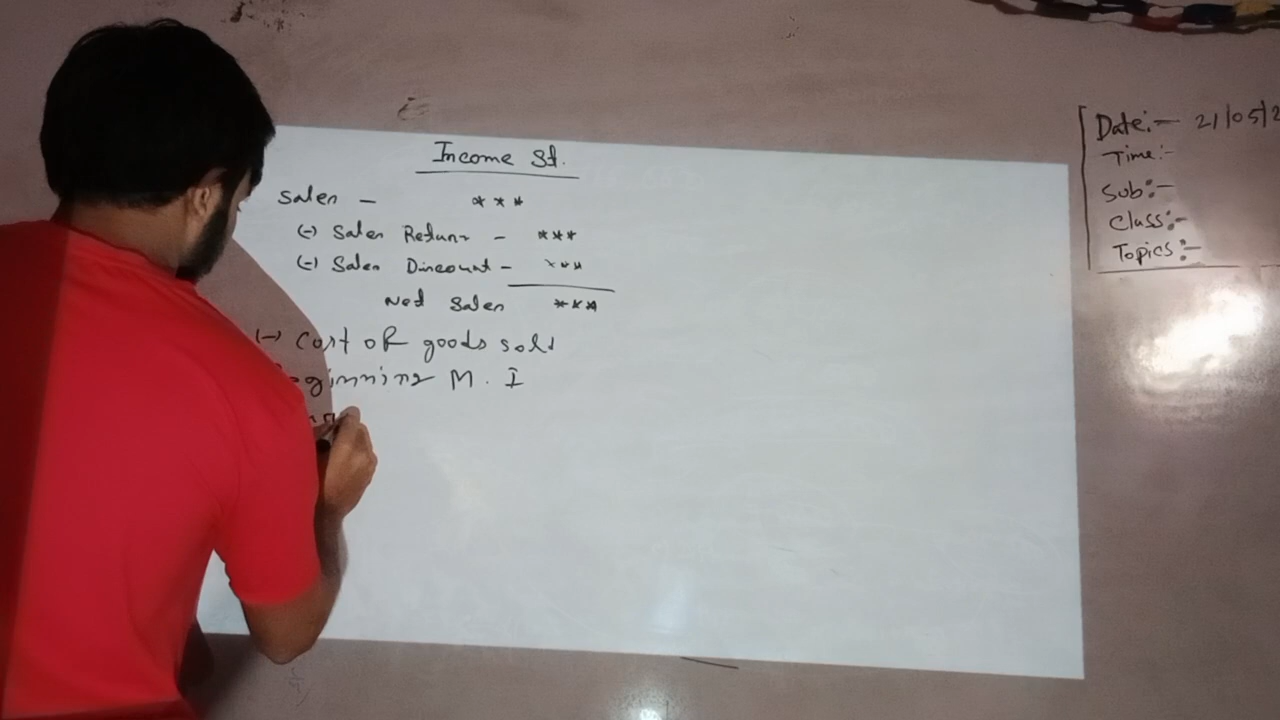 Income St.
Sales - ***
(-) Sales Return - ***
(-) Sales Discount - ***
Net Sales ***
(-) Cost of goods sold
M. I
Date:- 21/05/2
Time:-
Sub:-
Class:-
Topics:-